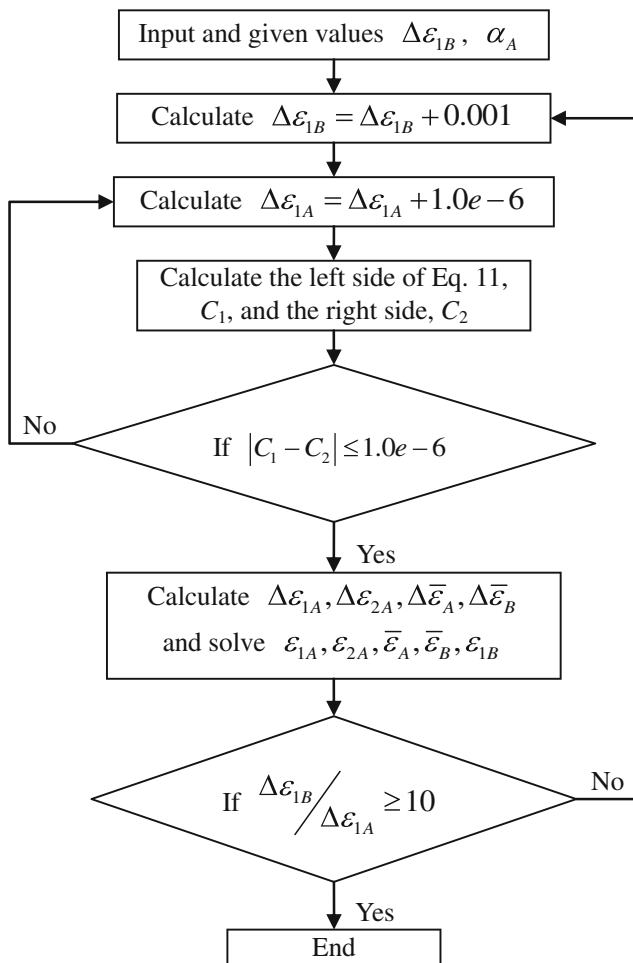 Input and given values Δε₁B, αA
Calculate Δε₁B = Δε₁B + 0.001
Calculate Δε₁A = Δε₁A + 1.0e − 6
Calculate the left side of Eq. 11,
C₁, and the right side, C₂
No
If |C₁ − C₂| ≤ 1.0e − 6
Yes
Calculate Δε₁A, Δε₂A, Δε̅A, Δε̅B
and solve ε₁A, ε₂A, ε̅A, ε̅B, ε₁B
If Δε₁B/Δε₁A ≥ 10
No
Yes
End